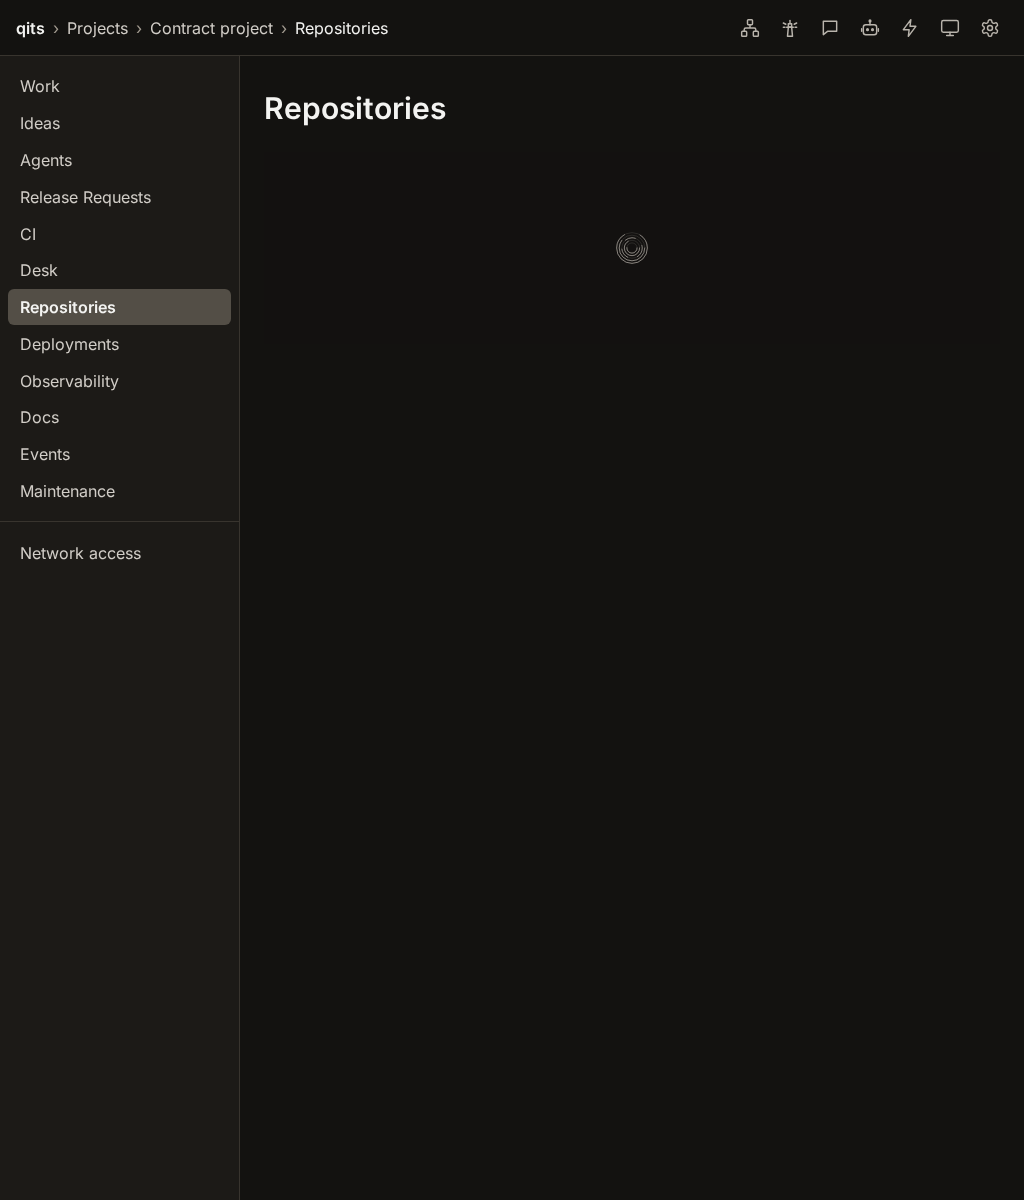 qits › Projects › Contract project › Repositories
Work
Ideas
Agents
Release Requests
CI
Desk
Repositories
Deployments
Observability
Docs
Events
Maintenance
Network access
Repositories